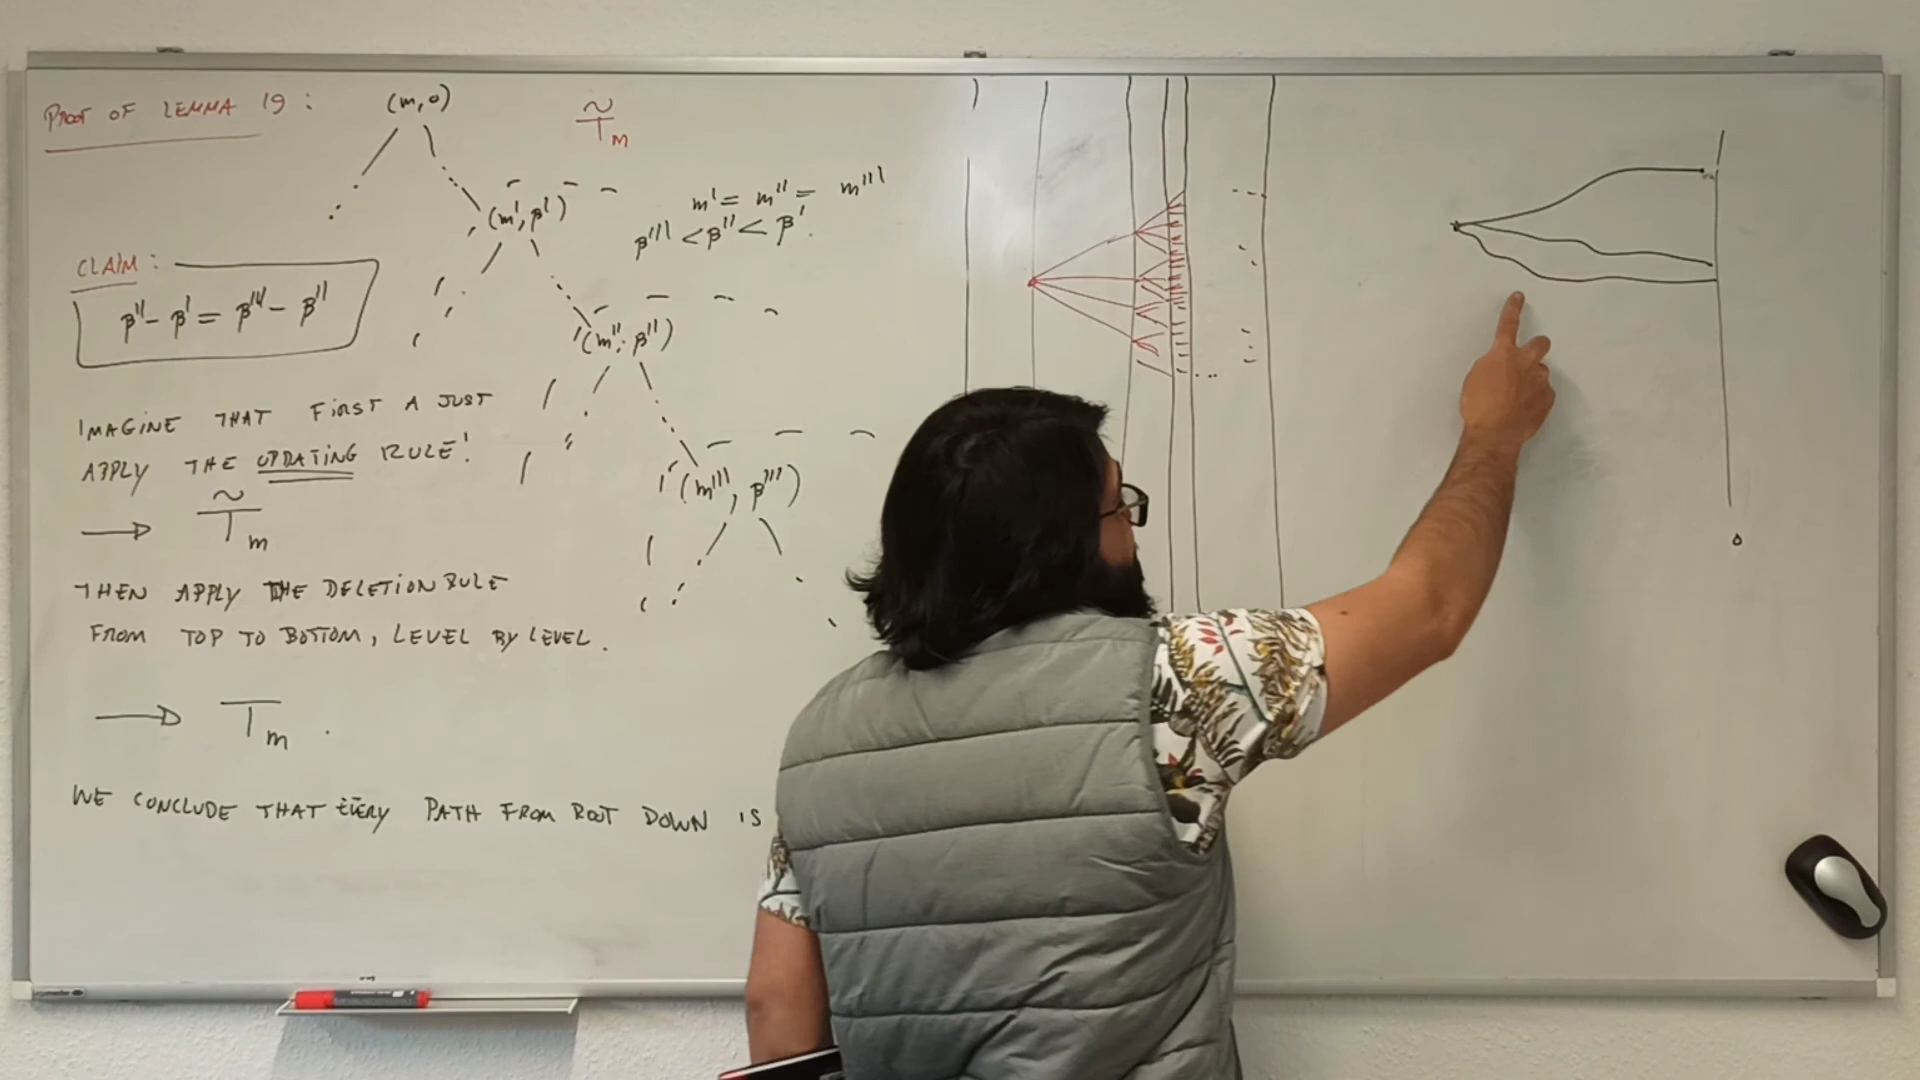 PROOF OF LEMMA 19 :
(m,0)
T̃m
(m', β')
m' = m'' = m'''
β''' < β'' < β'.
CLAIM :
β'' - β' = β''' - β''
(m'', β'')
IMAGINE THAT FIRST A JUST
APPLY THE UPDATING RULE!
(m''', β''')
→ T̃m
THEN APPLY THE DELETION RULE
FROM TOP TO BOTTOM, LEVEL BY LEVEL.
→ Tm.
WE CONCLUDE THAT EVERY PATH FROM ROOT DOWN IS